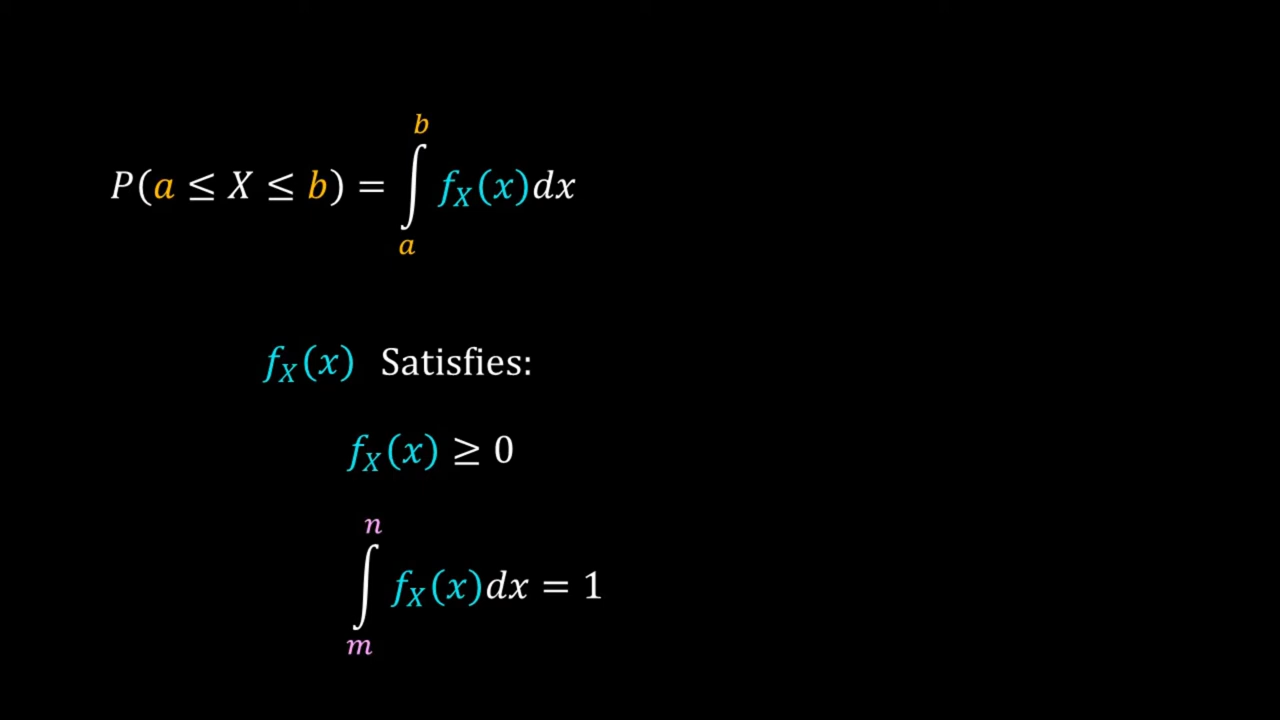 P(a ≤ X ≤ b) = ∫_a^b f_X(x)dx
f_X(x) Satisfies:
f_X(x) ≥ 0
∫_m^n f_X(x)dx = 1